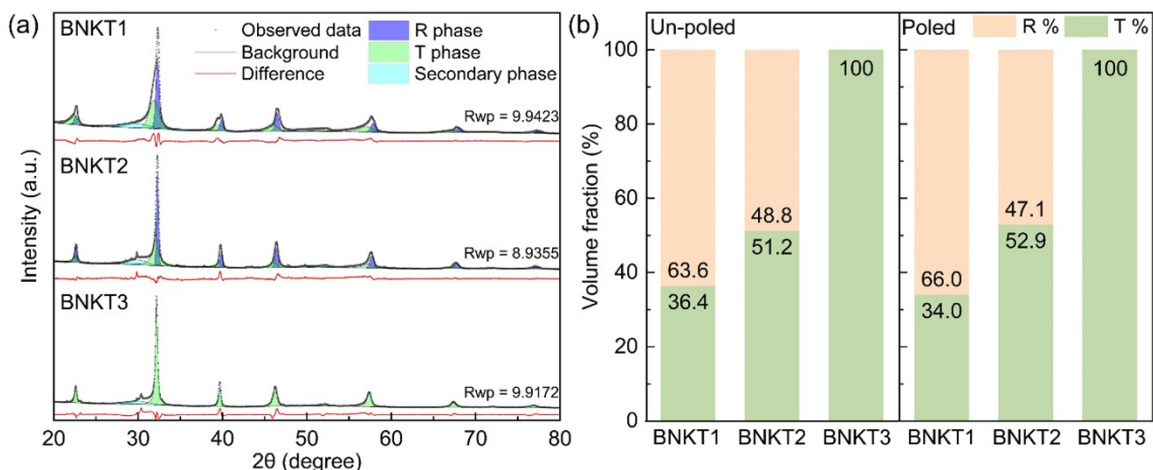 (a)
BNKT1
Observed data
Background
Difference
R phase
T phase
Secondary phase
Rwp = 9.9423
BNKT2
Rwp = 8.9355
BNKT3
Rwp = 9.9172
Intensity (a.u.)
20 30 40 50 60 70 80
2θ (degree)
(b)
Un-poled
Poled
R % T %
100
80
60
40
20
0
Volume fraction (%)
63.6
36.4
48.8
51.2
100
66.0
34.0
47.1
52.9
100
BNKT1 BNKT2 BNKT3 BNKT1 BNKT2 BNKT3